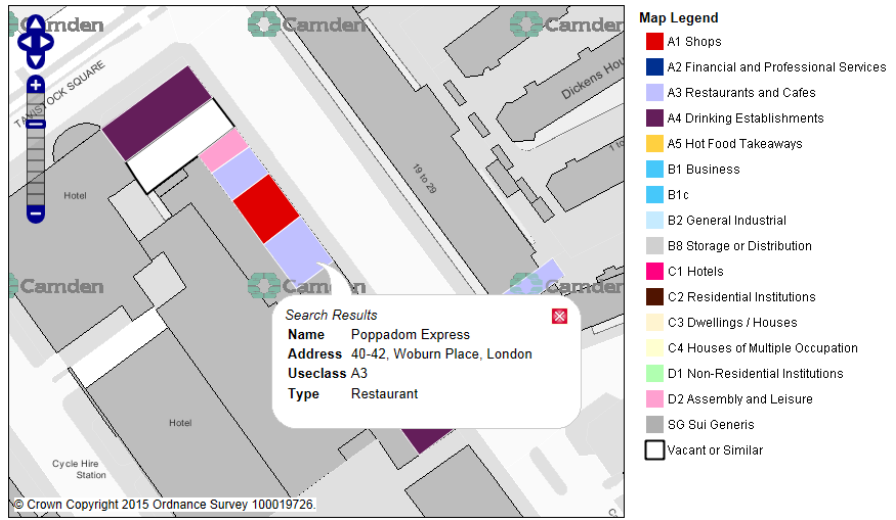 Camden
Camden
Camden
TAVISTOCK SQUARE
Dickens Hou
Hotel
19 to 29
1 to
Camden
Camden
Camden
Search Results
Name Poppadom Express
Address 40-42, Woburn Place, London
Useclass A3
Type Restaurant
Hotel
Cycle Hire
Station
© Crown Copyright 2015 Ordnance Survey 100019726.
Map Legend
A1 Shops
A2 Financial and Professional Services
A3 Restaurants and Cafes
A4 Drinking Establishments
A5 Hot Food Takeaways
B1 Business
B1c
B2 General Industrial
B8 Storage or Distribution
C1 Hotels
C2 Residential Institutions
C3 Dwellings / Houses
C4 Houses of Multiple Occupation
D1 Non-Residential Institutions
D2 Assembly and Leisure
SG Sui Generis
Vacant or Similar